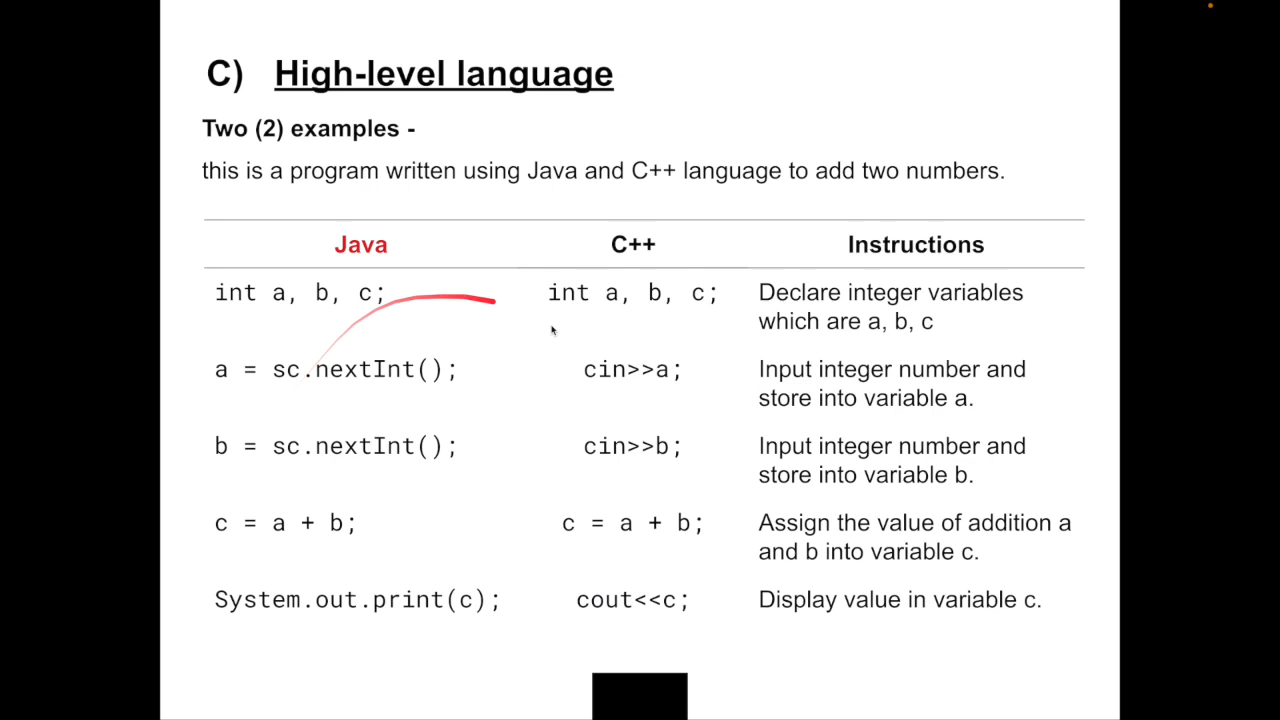 C) High-level language
Two (2) examples -
this is a program written using Java and C++ language to add two numbers.
Java C++ Instructions
int a, b, c; int a, b, c; Declare integer variables
which are a, b, c
a = sc.nextInt(); cin>>a; Input integer number and
store into variable a.
b = sc.nextInt(); cin>>b; Input integer number and
store into variable b.
c = a + b; c = a + b; Assign the value of addition a
and b into variable c.
System.out.print(c); cout<<c; Display value in variable c.